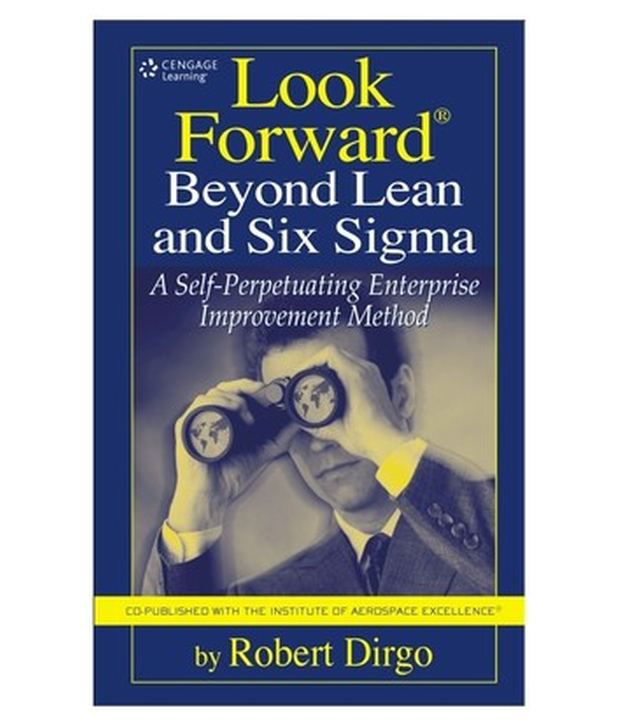 CENGAGE
Learning
Look
Forward®
Beyond Lean
and Six Sigma
A Self-Perpetuating Enterprise
Improvement Method
CO-PUBLISHED WITH THE INSTITUTE OF AEROSPACE EXCELLENCE®
by Robert Dirgo